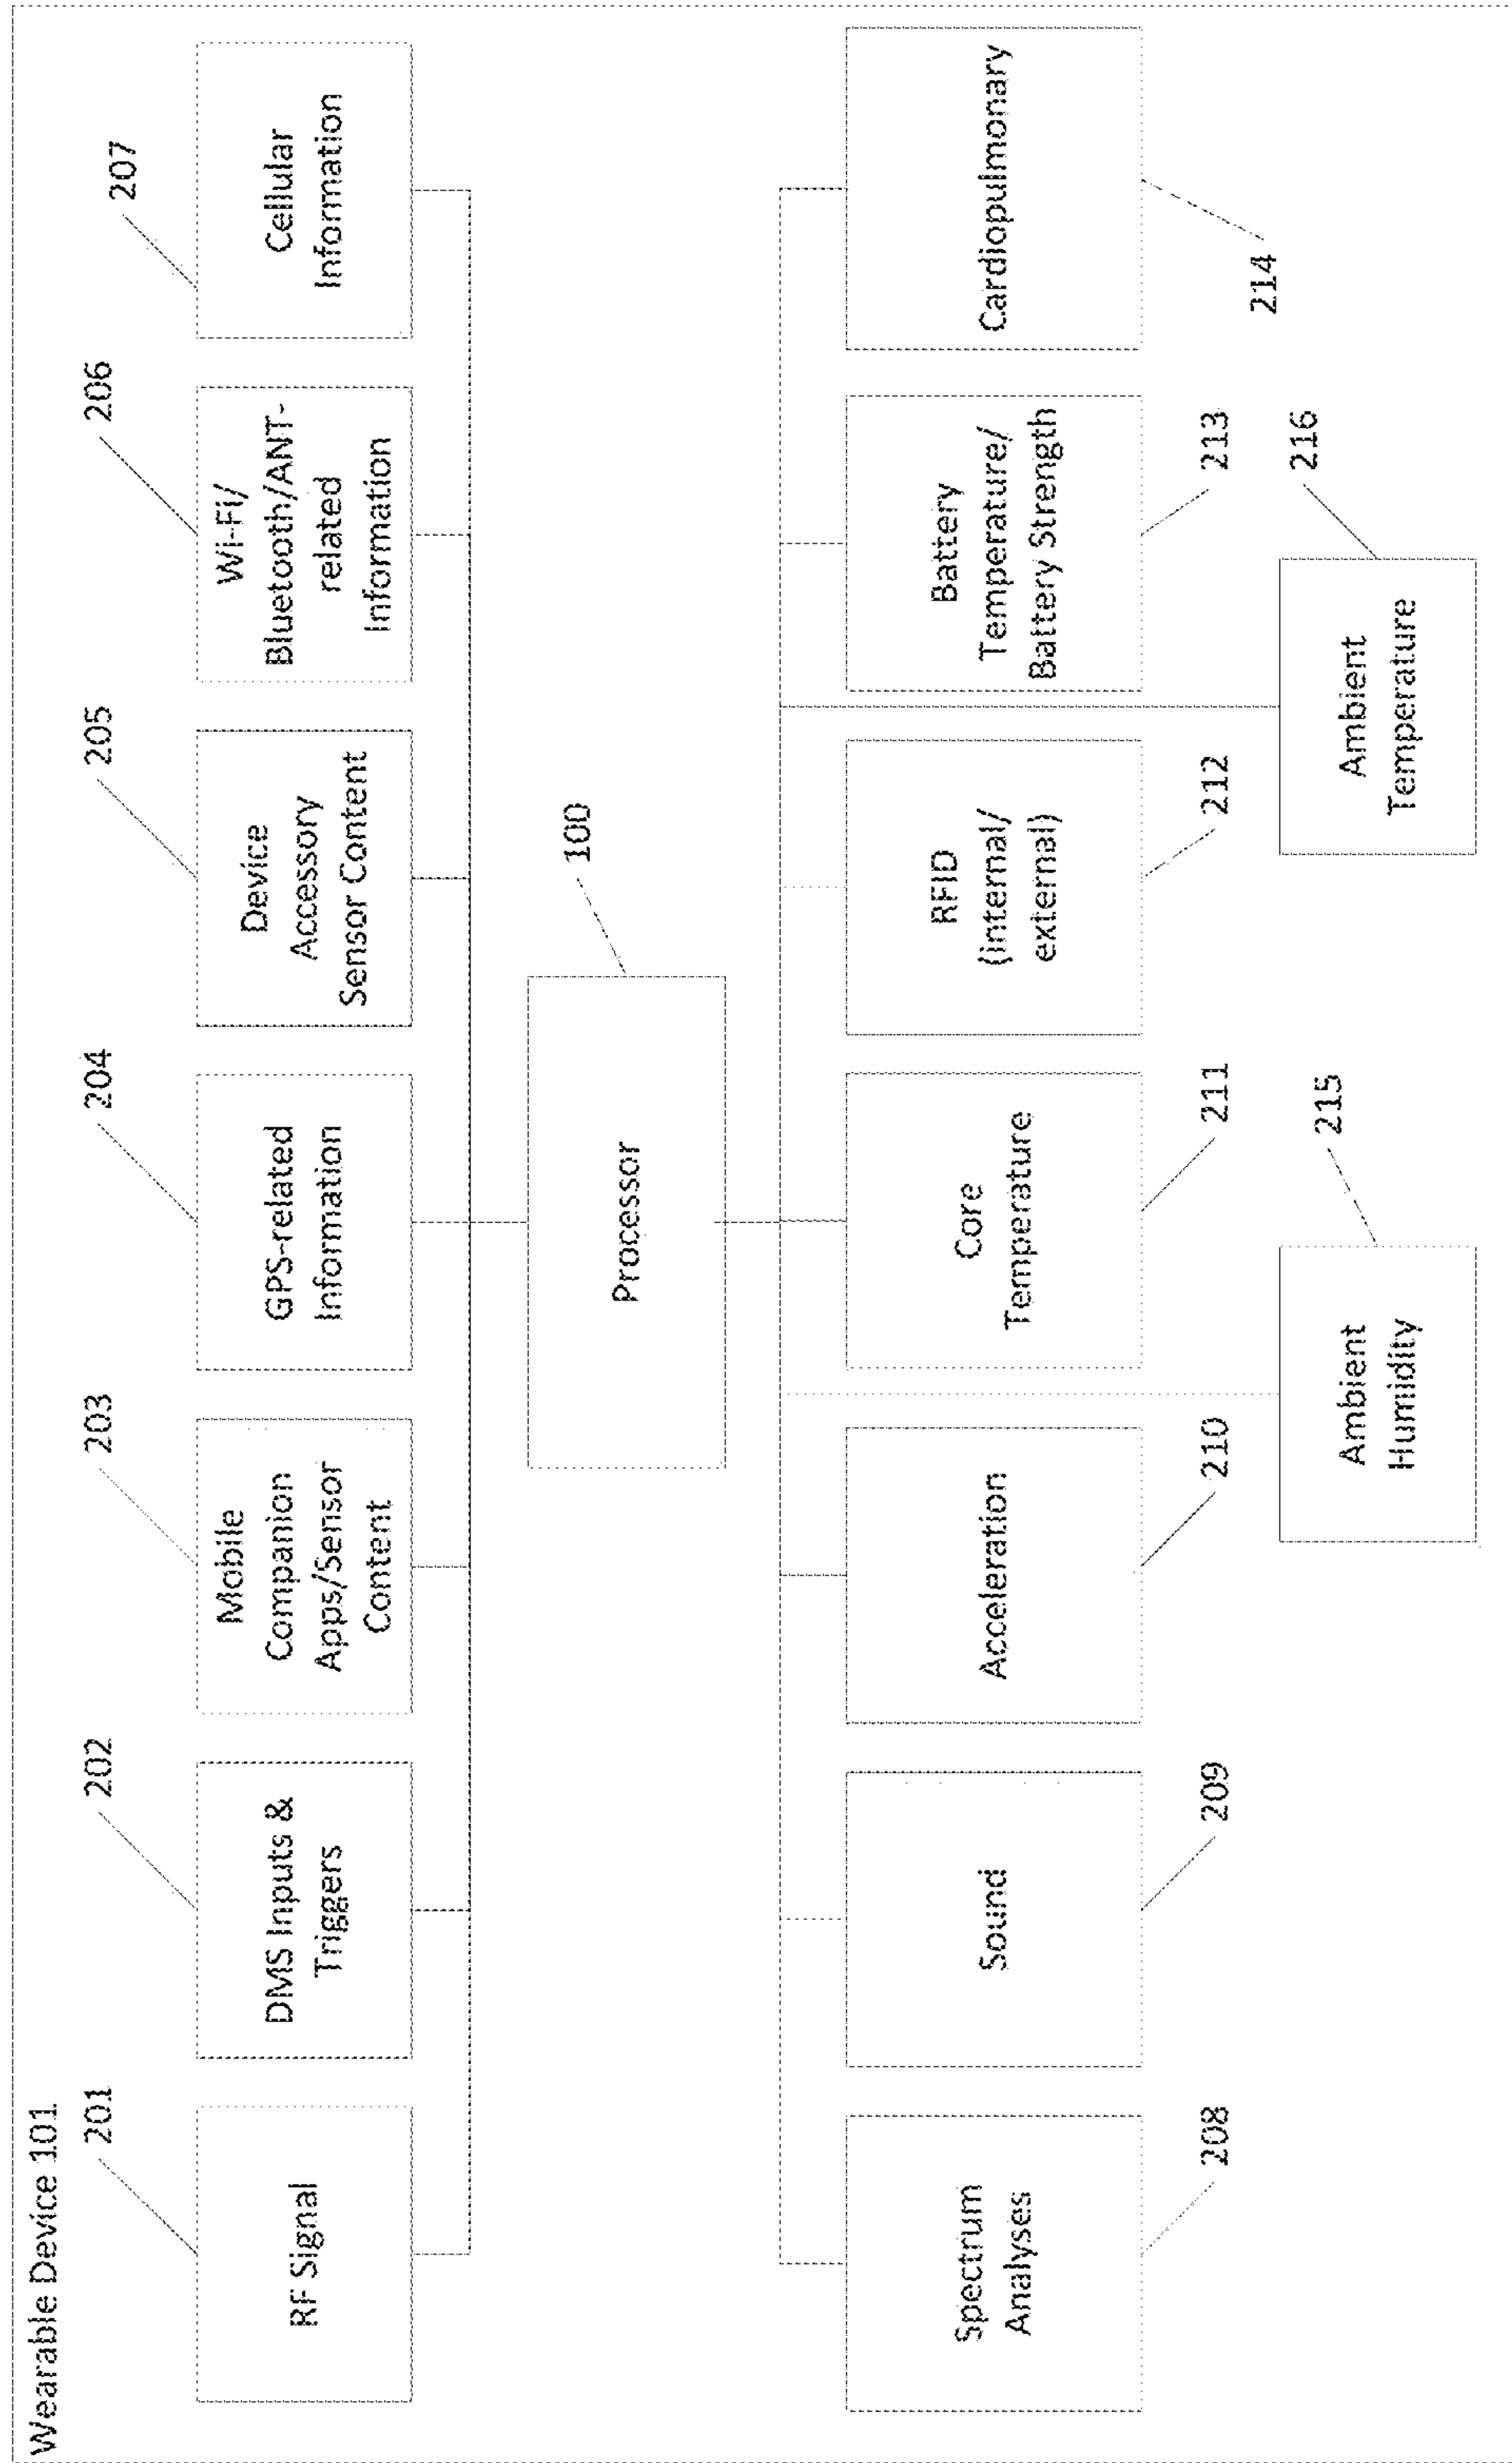 Wearable Device 101
201
202
203
204
205
206
207
RF Signal
DMS Inputs &
Triggers
Mobile
Companion
Apps/Sensor
Content
GPS-related
Information
Device
Accessory
Sensor Content
Wi-Fi/
Bluetooth/ANT-
related
Information
Cellular
Information
100
Processor
Spectrum
Analyses
Sound
Acceleration
Core
Temperature
RFID
(internal/
external)
Battery
Temperature/
Battery Strength
Cardiopulmonary
208
209
210
211
212
213
214
215
216
Ambient
Humidity
Ambient
Temperature